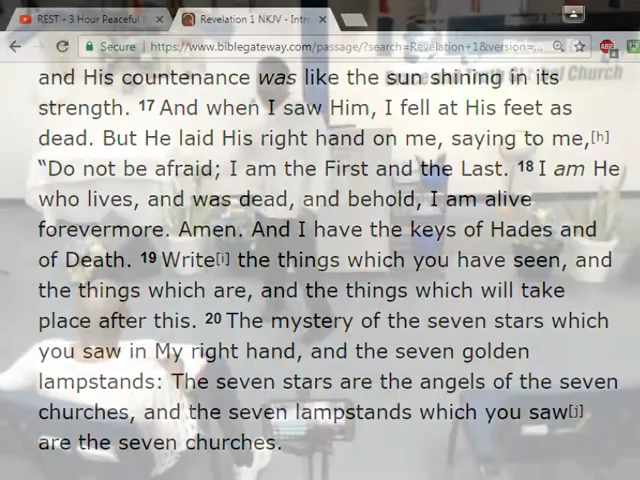 REST - 3 Hour Peaceful
Revelation 1 NKJV - Intro
Secure
https://www.biblegateway.com/passage/?search=Revelation+1&version=...
ABP
Church
and His countenance was like the sun shining in its
strength. 17 And when I saw Him, I fell at His feet as
dead. But He laid His right hand on me, saying to me,[h]
“Do not be afraid; I am the First and the Last. 18 I am He
who lives, and was dead, and behold, I am alive
forevermore. Amen. And I have the keys of Hades and
of Death. 19 Write[i] the things which you have seen, and
the things which are, and the things which will take
place after this. 20 The mystery of the seven stars which
you saw in My right hand, and the seven golden
lampstands: The seven stars are the angels of the seven
churches, and the seven lampstands which you saw[j]
are the seven churches.